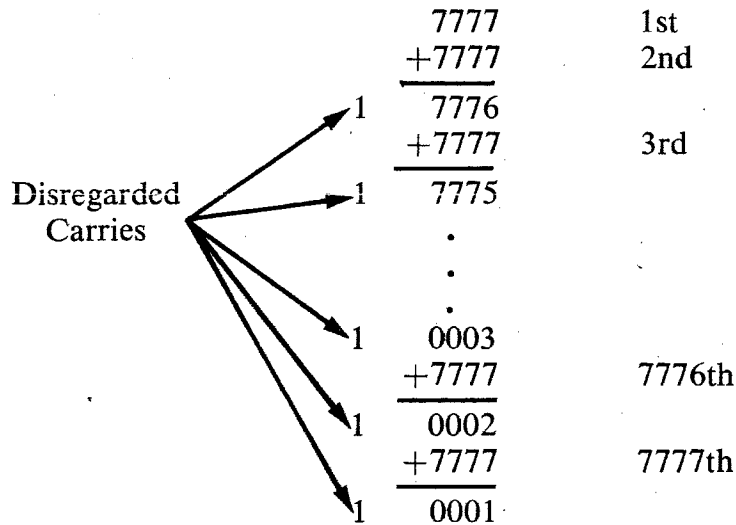 7777 1st
+7777 2nd
1 7776
+7777 3rd
Disregarded
Carries
1 7775
.
.
.
1 0003
+7777 7776th
1 0002
+7777 7777th
1 0001